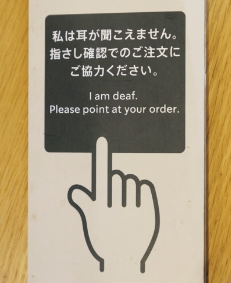 私は耳が聞こえません。
指さし確認でのご注文に
ご協力ください。
I am deaf.
Please point at your order.